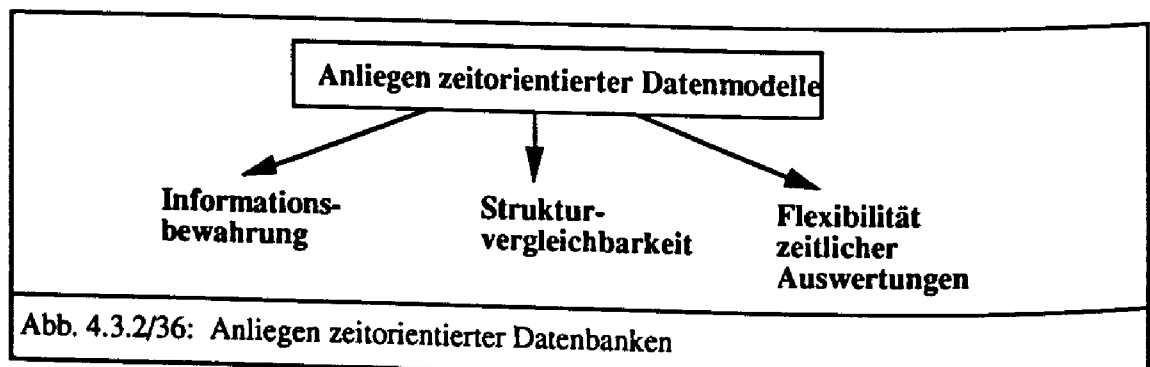 Anliegen zeitorientierter Datenmodelle
Informations-
bewahrung
Struktur-
vergleichbarkeit
Flexibilität
zeitlicher
Auswertungen
Abb. 4.3.2/36: Anliegen zeitorientierter Datenbanken